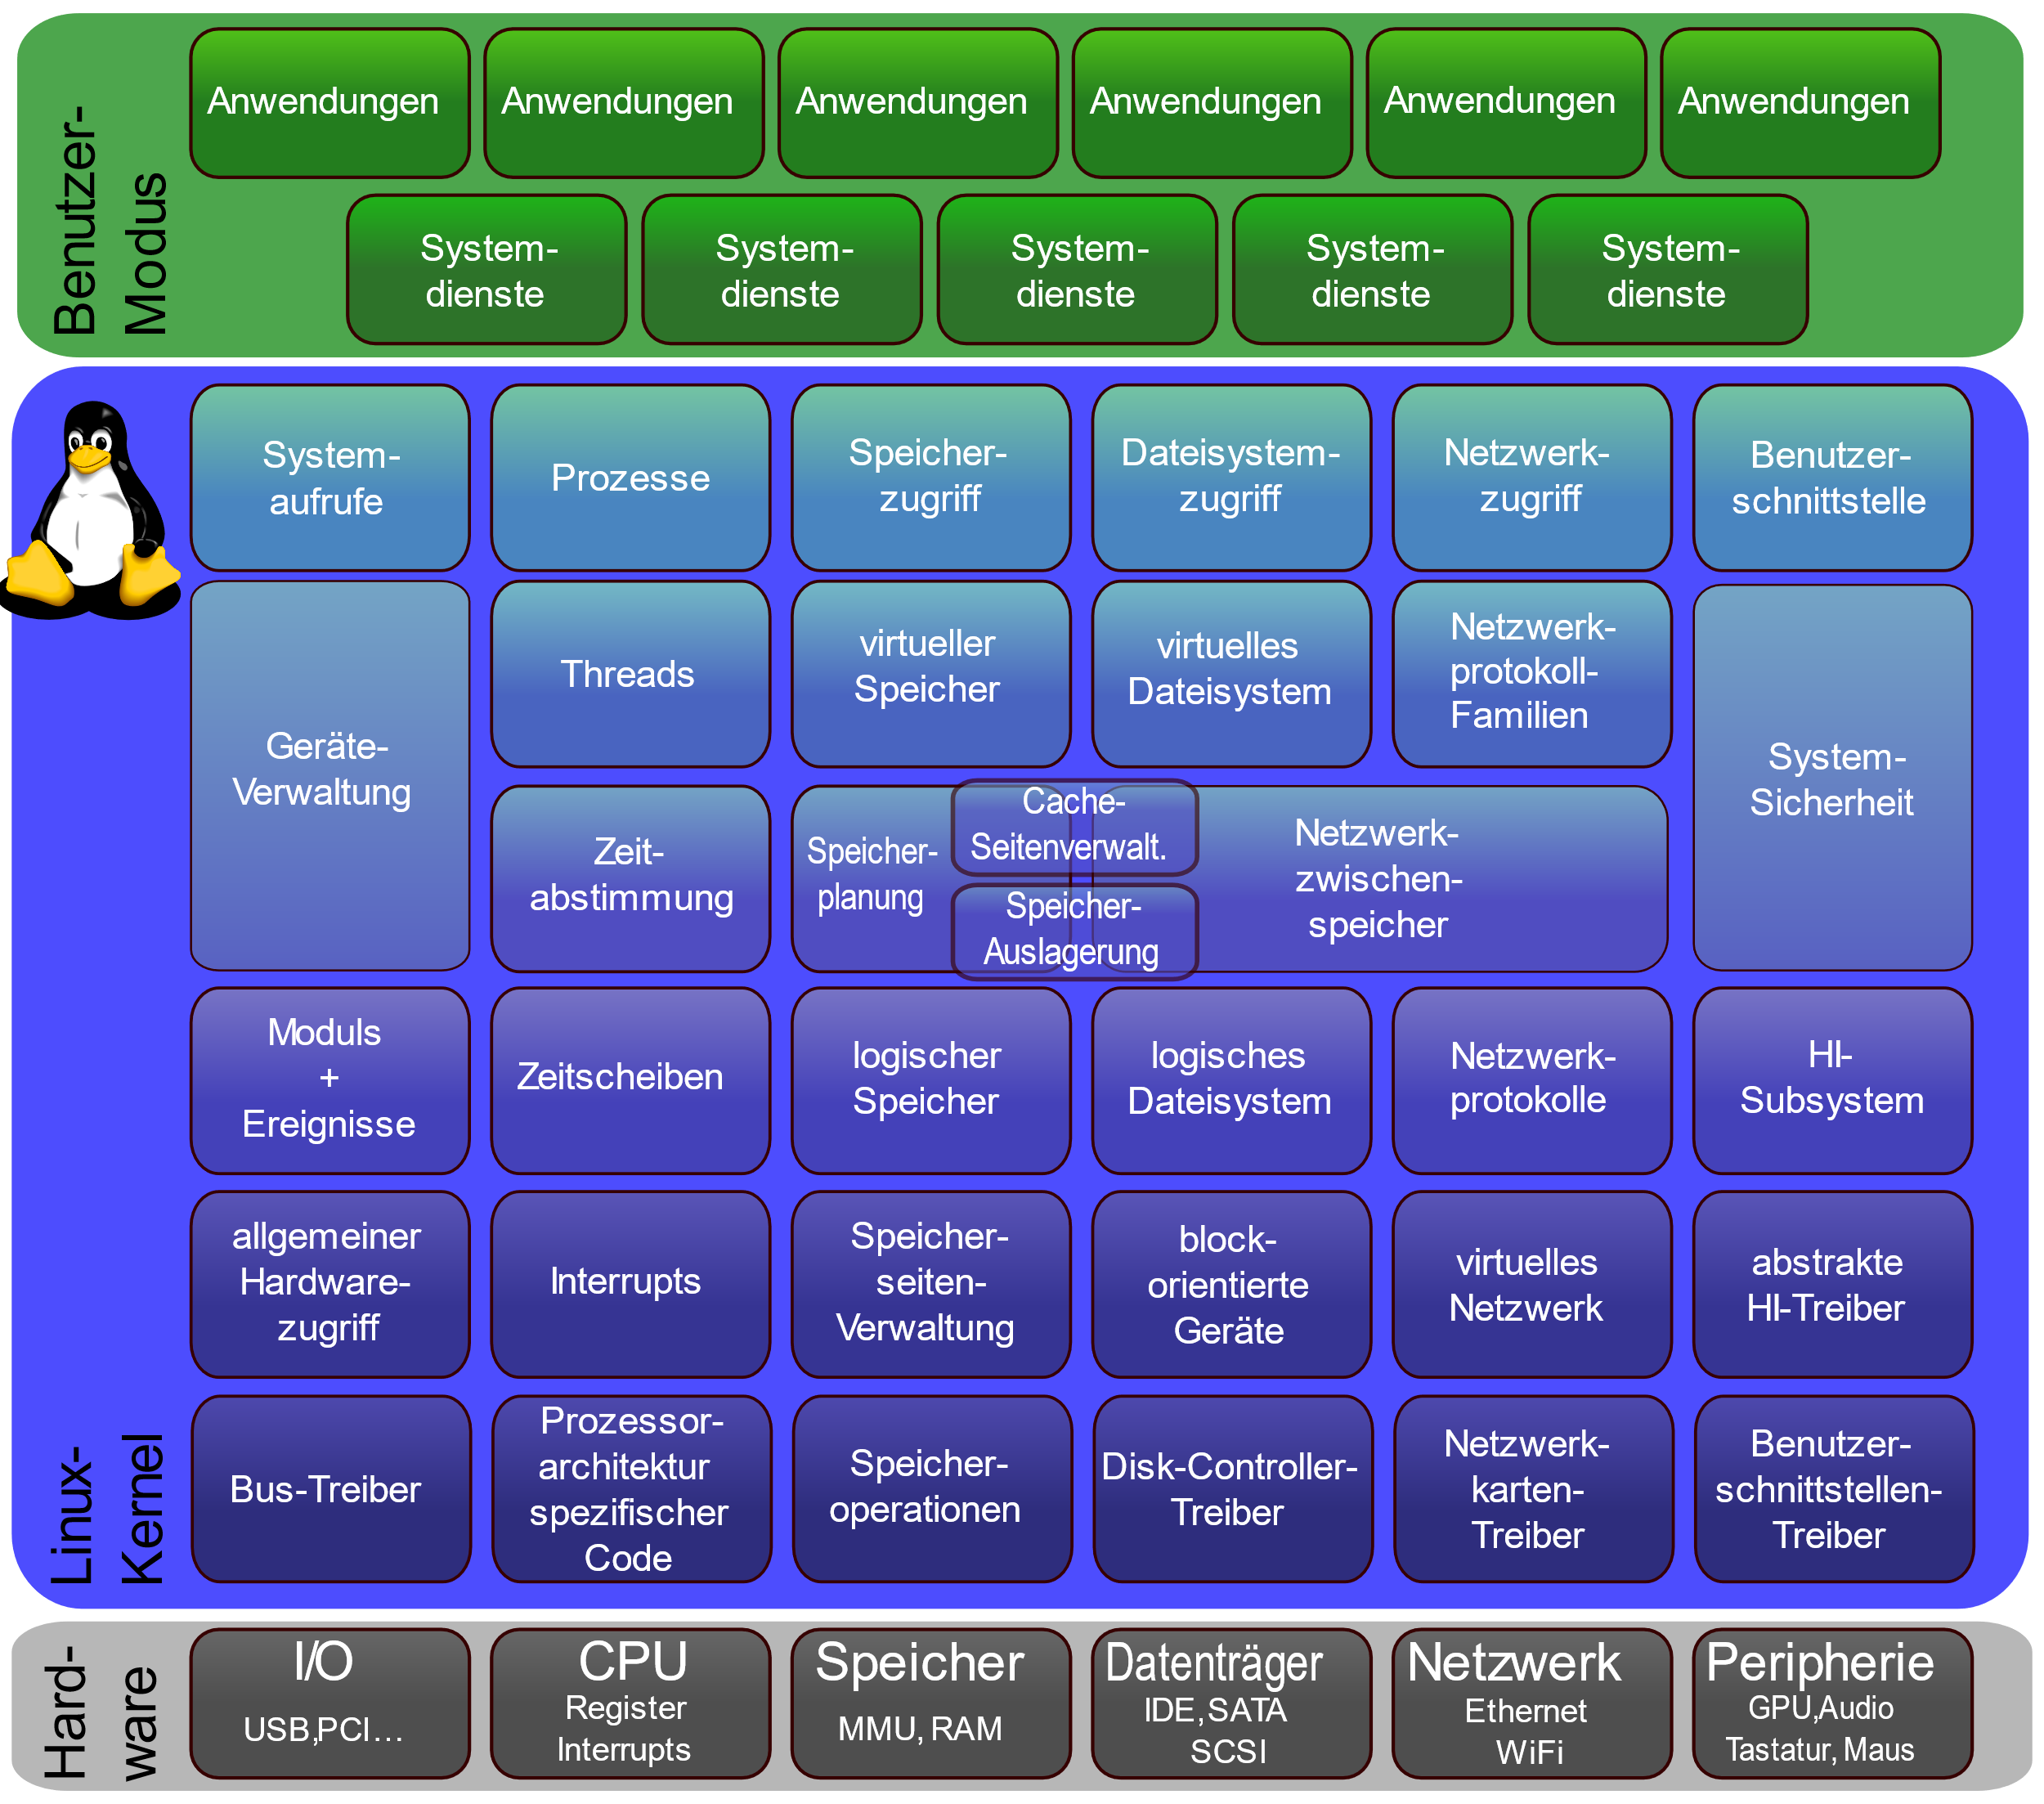 Benutzer-
Modus
Anwendungen
Anwendungen
Anwendungen
Anwendungen
Anwendungen
Anwendungen
System-
dienste
System-
dienste
System-
dienste
System-
dienste
System-
dienste
Linux-
Kernel
System-
aufrufe
Prozesse
Speicher-
zugriff
Dateisystem-
zugriff
Netzwerk-
zugriff
Benutzer-
schnittstelle
Geräte-
Verwaltung
Threads
virtueller
Speicher
virtuelles
Dateisystem
Netzwerk-
protokoll-
Familien
System-
Sicherheit
Zeit-
abstimmung
Speicher-
planung
Cache-
Seitenverwalt.
Speicher-
Auslagerung
Netzwerk-
zwischen-
speicher
Moduls
+
Ereignisse
Zeitscheiben
logischer
Speicher
logisches
Dateisystem
Netzwerk-
protokolle
HI-
Subsystem
allgemeiner
Hardware-
zugriff
Interrupts
Speicher-
seiten-
Verwaltung
block-
orientierte
Geräte
virtuelles
Netzwerk
abstrakte
HI-Treiber
Bus-Treiber
Prozessor-
architektur
spezifischer
Code
Speicher-
operationen
Disk-Controller-
Treiber
Netzwerk-
karten-
Treiber
Benutzer-
schnittstellen-
Treiber
Hard-
ware
I/O
USB,PCI...
CPU
Register
Interrupts
Speicher
MMU, RAM
Datenträger
IDE,SATA
SCSI
Netzwerk
Ethernet
WiFi
Peripherie
GPU,Audio
Tastatur, Maus